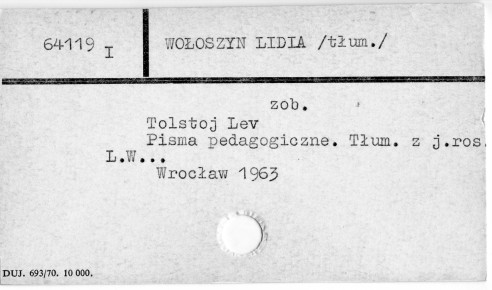 64119 I WOŁOSZYN LIDIA /tłum./
zob.
Tolstoj Lev
Pisma pedagogiczne. Tłum. z j.ros.
L.W...
Wrocław 1963
DUJ. 693/70. 10 000.